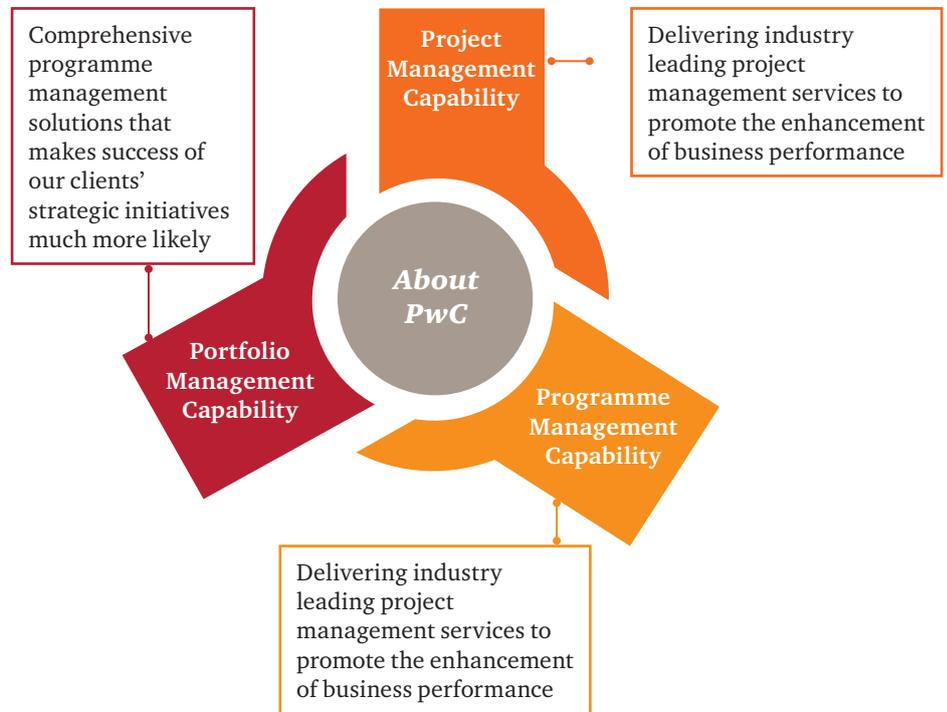 Comprehensive
programme
management
solutions that
makes success of
our clients’
strategic initiatives
much more likely
Project
Management
Capability
Delivering industry
leading project
management services to
promote the enhancement
of business performance
About
PwC
Portfolio
Management
Capability
Programme
Management
Capability
Delivering industry
leading project
management services to
promote the enhancement
of business performance